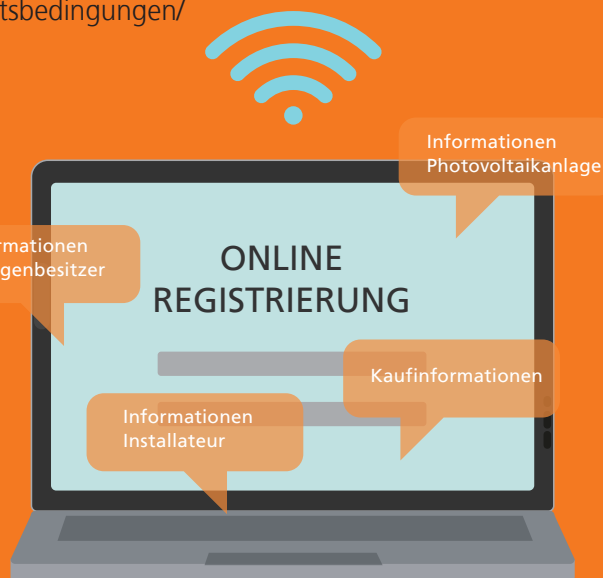 tsbedingungen/
Informationen
Photovoltaikanlage
rmationen
genbesitzer
ONLINE
REGISTRIERUNG
Kaufinformationen
Informationen
Installateur